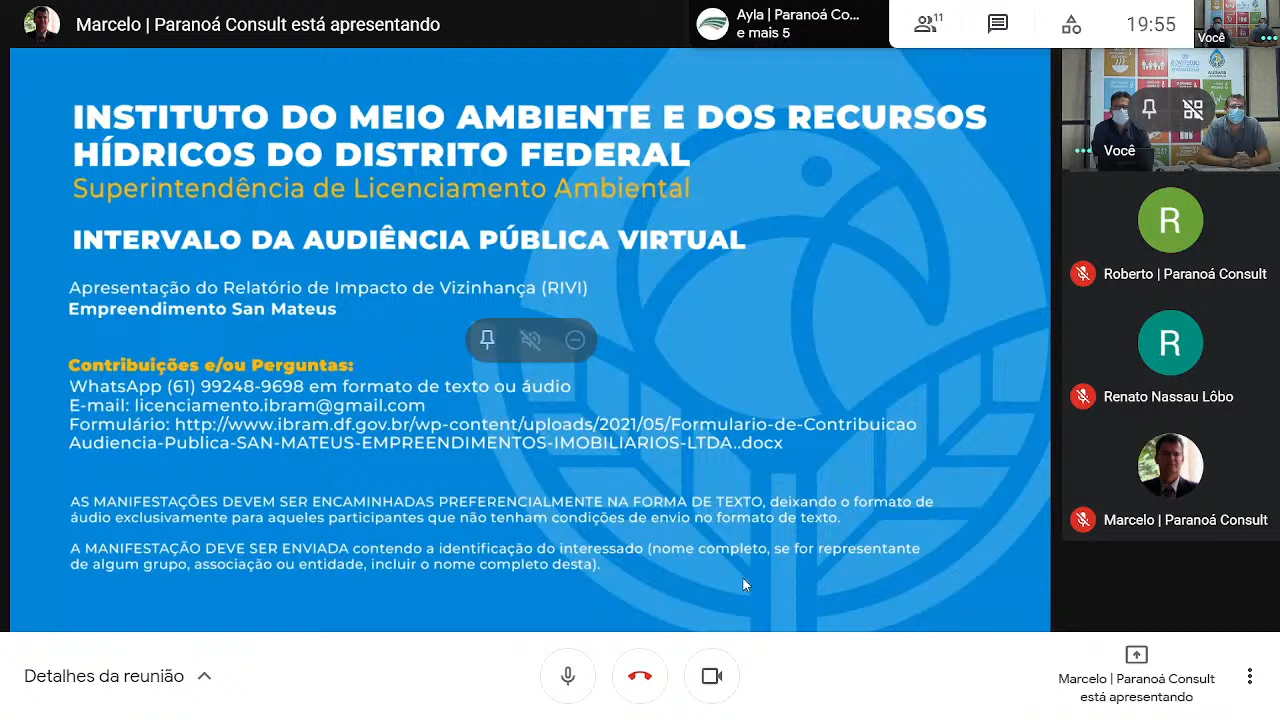 Marcelo | Paranoá Consult está apresentando
Ayla | Paranoá Co...
e mais 5
11
19:55
Você
INSTITUTO DO MEIO AMBIENTE E DOS RECURSOS
HÍDRICOS DO DISTRITO FEDERAL
Superintendência de Licenciamento Ambiental
INTERVALO DA AUDIÊNCIA PÚBLICA VIRTUAL
Apresentação do Relatório de Impacto de Vizinhança (RIVI)
Empreendimento San Mateus
Contribuições e/ou Perguntas:
WhatsApp (61) 99248-9698 em formato de texto ou áudio
E-mail: licenciamento.ibram@gmail.com
Formulário: http://www.ibram.df.gov.br/wp-content/uploads/2021/05/Formulario-de-Contribuicao
Audiencia-Publica-SAN-MATEUS-EMPREENDIMENTOS-IMOBILIARIOS-LTDA..docx
AS MANIFESTAÇÕES DEVEM SER ENCAMINHADAS PREFERENCIALMENTE NA FORMA DE TEXTO, deixando o formato de
áudio exclusivamente para aqueles participantes que não tenham condições de envio no formato de texto.
A MANIFESTAÇÃO DEVE SER ENVIADA contendo a identificação do interessado (nome completo, se for representante
de algum grupo, associação ou entidade, incluir o nome completo desta).
Você
R
Roberto | Paranoá Consult
R
Renato Nassau Lôbo
Marcelo | Paranoá Consult
Detalhes da reunião
Marcelo | Paranoá Consult
está apresentando